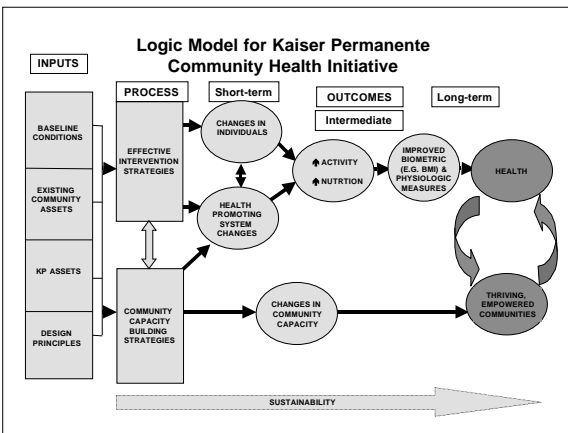 Logic Model for Kaiser Permanente
Community Health Initiative
INPUTS
PROCESS
Short-term
OUTCOMES
Intermediate
Long-term
BASELINE
CONDITIONS
EXISTING
COMMUNITY
ASSETS
KP ASSETS
DESIGN
PRINCIPLES
EFFECTIVE
INTERVENTION
STRATEGIES
COMMUNITY
CAPACITY
BUILDING
STRATEGIES
CHANGES IN
INDIVIDUALS
HEALTH
PROMOTING
SYSTEM
CHANGES
ACTIVITY
NUTRTION
IMPROVED
BIOMETRIC
(E.G. BMI) &
PHYSIOLOGIC
MEASURES
HEALTH
CHANGES IN
COMMUNITY
CAPACITY
THRIVING,
EMPOWERED
COMMUNITIES
SUSTAINABILITY